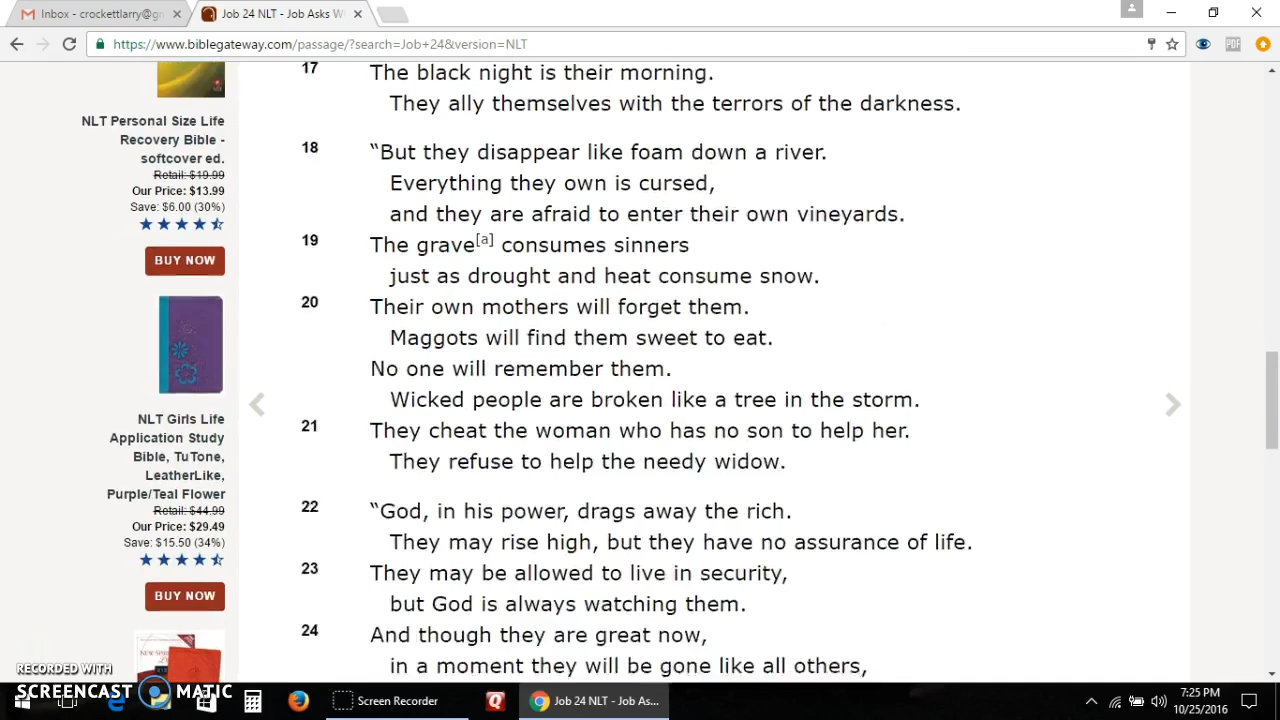 Inbox - crockettlarry@gn
Job 24 NLT - Job Asks W
https://www.biblegateway.com/passage/?search=Job+24&version=NLT
NLT Personal Size Life
Recovery Bible -
softcover ed.
Retail: $19.99
Our Price: $13.99
Save: $6.00 (30%)
BUY NOW
NLT Girls Life
Application Study
Bible, TuTone,
LeatherLike,
Purple/Teal Flower
Retail: $44.99
Our Price: $29.49
Save: $15.50 (34%)
BUY NOW
17 The black night is their morning.
They ally themselves with the terrors of the darkness.
18 “But they disappear like foam down a river.
Everything they own is cursed,
and they are afraid to enter their own vineyards.
19 The grave[a] consumes sinners
just as drought and heat consume snow.
20 Their own mothers will forget them.
Maggots will find them sweet to eat.
No one will remember them.
Wicked people are broken like a tree in the storm.
21 They cheat the woman who has no son to help her.
They refuse to help the needy widow.
22 “God, in his power, drags away the rich.
They may rise high, but they have no assurance of life.
23 They may be allowed to live in security,
but God is always watching them.
24 And though they are great now,
in a moment they will be gone like all others,
RECORDED WITH
SCREENCAST MATIC
Screen Recorder
Job 24 NLT - Job As...
7:25 PM
10/25/2016
PDF